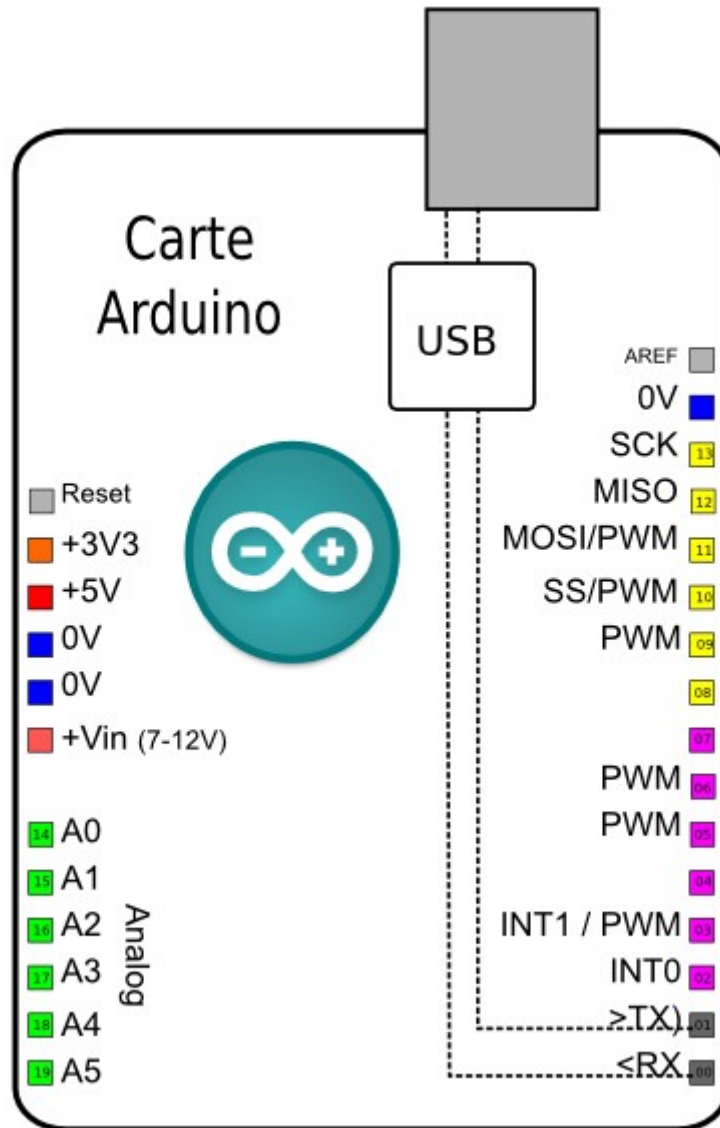 Carte
Arduino
USB
AREF
0V
SCK 13
MISO 12
MOSI/PWM 11
SS/PWM 10
PWM 09
08
07
PWM 06
PWM 05
04
INT1 / PWM 03
INT0 02
>TX) 01
<RX 00
Reset
+3V3
+5V
0V
0V
+Vin (7-12V)
14 A0
15 A1
16 A2
17 A3
18 A4
19 A5
Analog